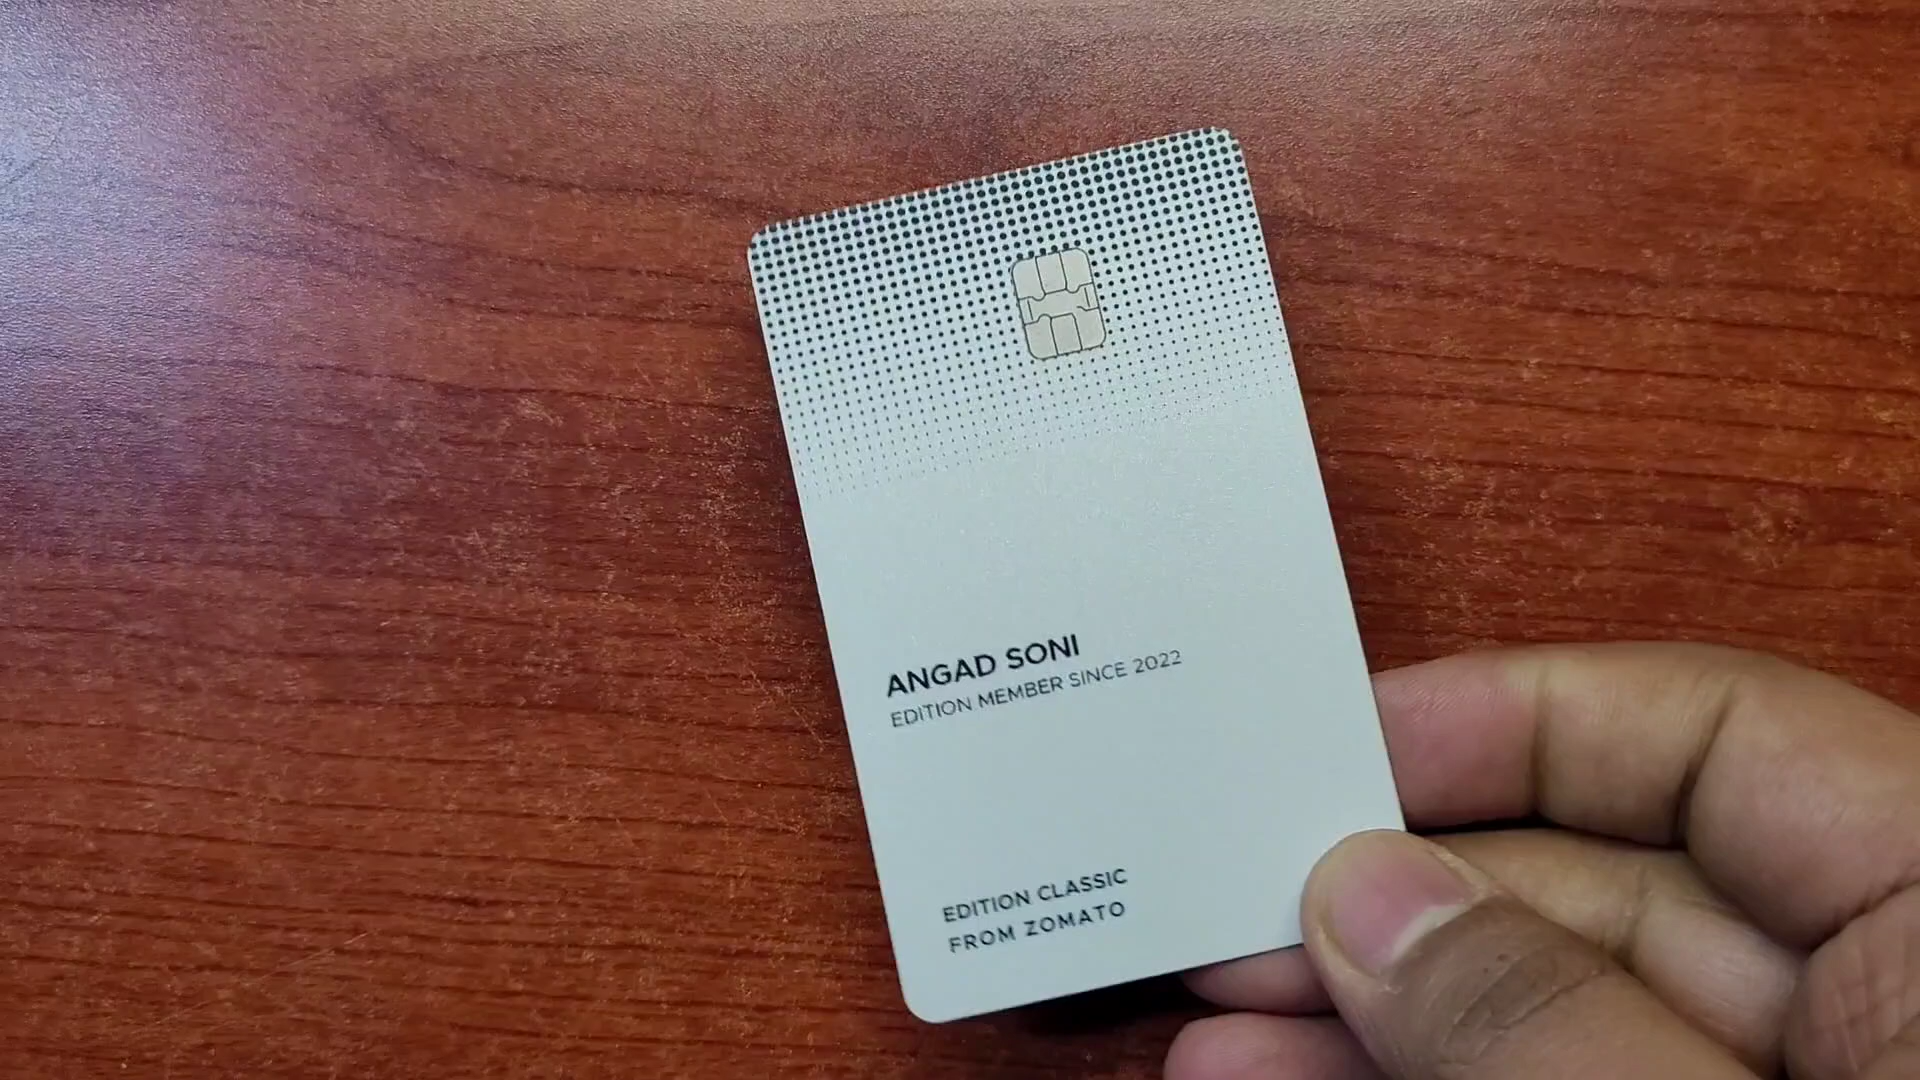 ANGAD SONI
EDITION MEMBER SINCE 2022
EDITION CLASSIC
FROM ZOMATO